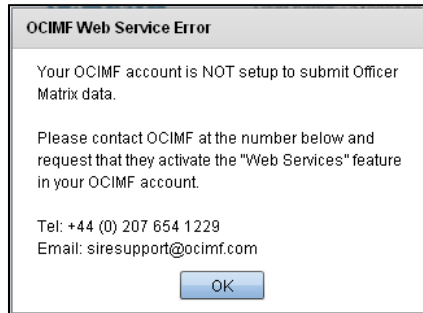 OCIMF Web Service Error
Your OCIMF account is NOT setup to submit Officer
Matrix data.
Please contact OCIMF at the number below and
request that they activate the "Web Services" feature
in your OCIMF account.
Tel: +44 (0) 207 654 1229
Email: siresupport@ocimf.com
OK